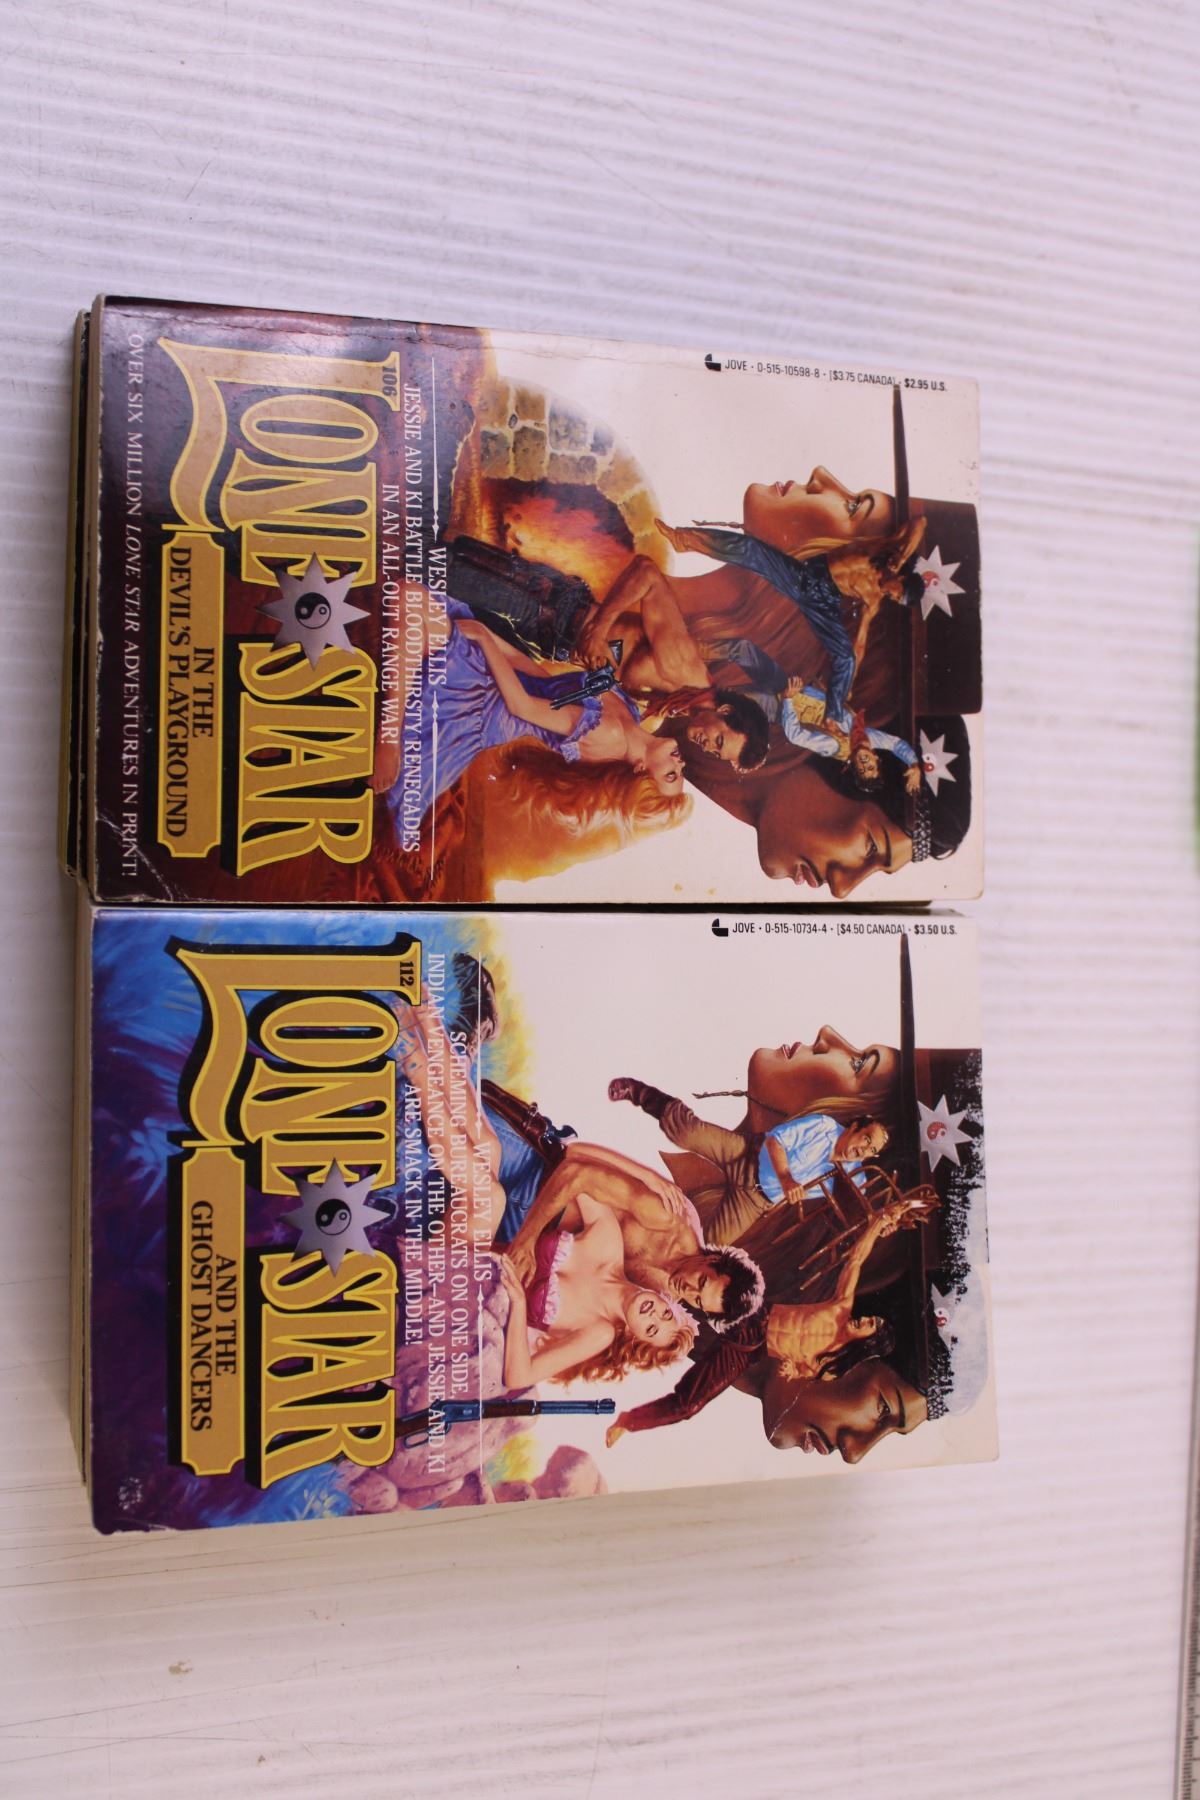 JOVE • 0-515-10598-8 • [$3.75 CANADA] • $2.95 U.S.
WESLEY ELLIS
JESSIE AND KI BATTLE BLOODTHIRSTY RENEGADES
IN AN ALL-OUT RANGE WAR!
106
LONE STAR
IN THE
DEVIL'S PLAYGROUND
OVER SIX MILLION LONE STAR ADVENTURES IN PRINT!
JOVE • 0-515-10734-4 • [$4.50 CANADA] • $3.50 U.S.
WESLEY ELLIS
SCHEMING BUREAUCRATS ON ONE SIDE,
INDIAN VENGEANCE ON THE OTHER—AND JESSIE AND KI
ARE SMACK IN THE MIDDLE!
112
LONE STAR
AND THE
GHOST DANCERS